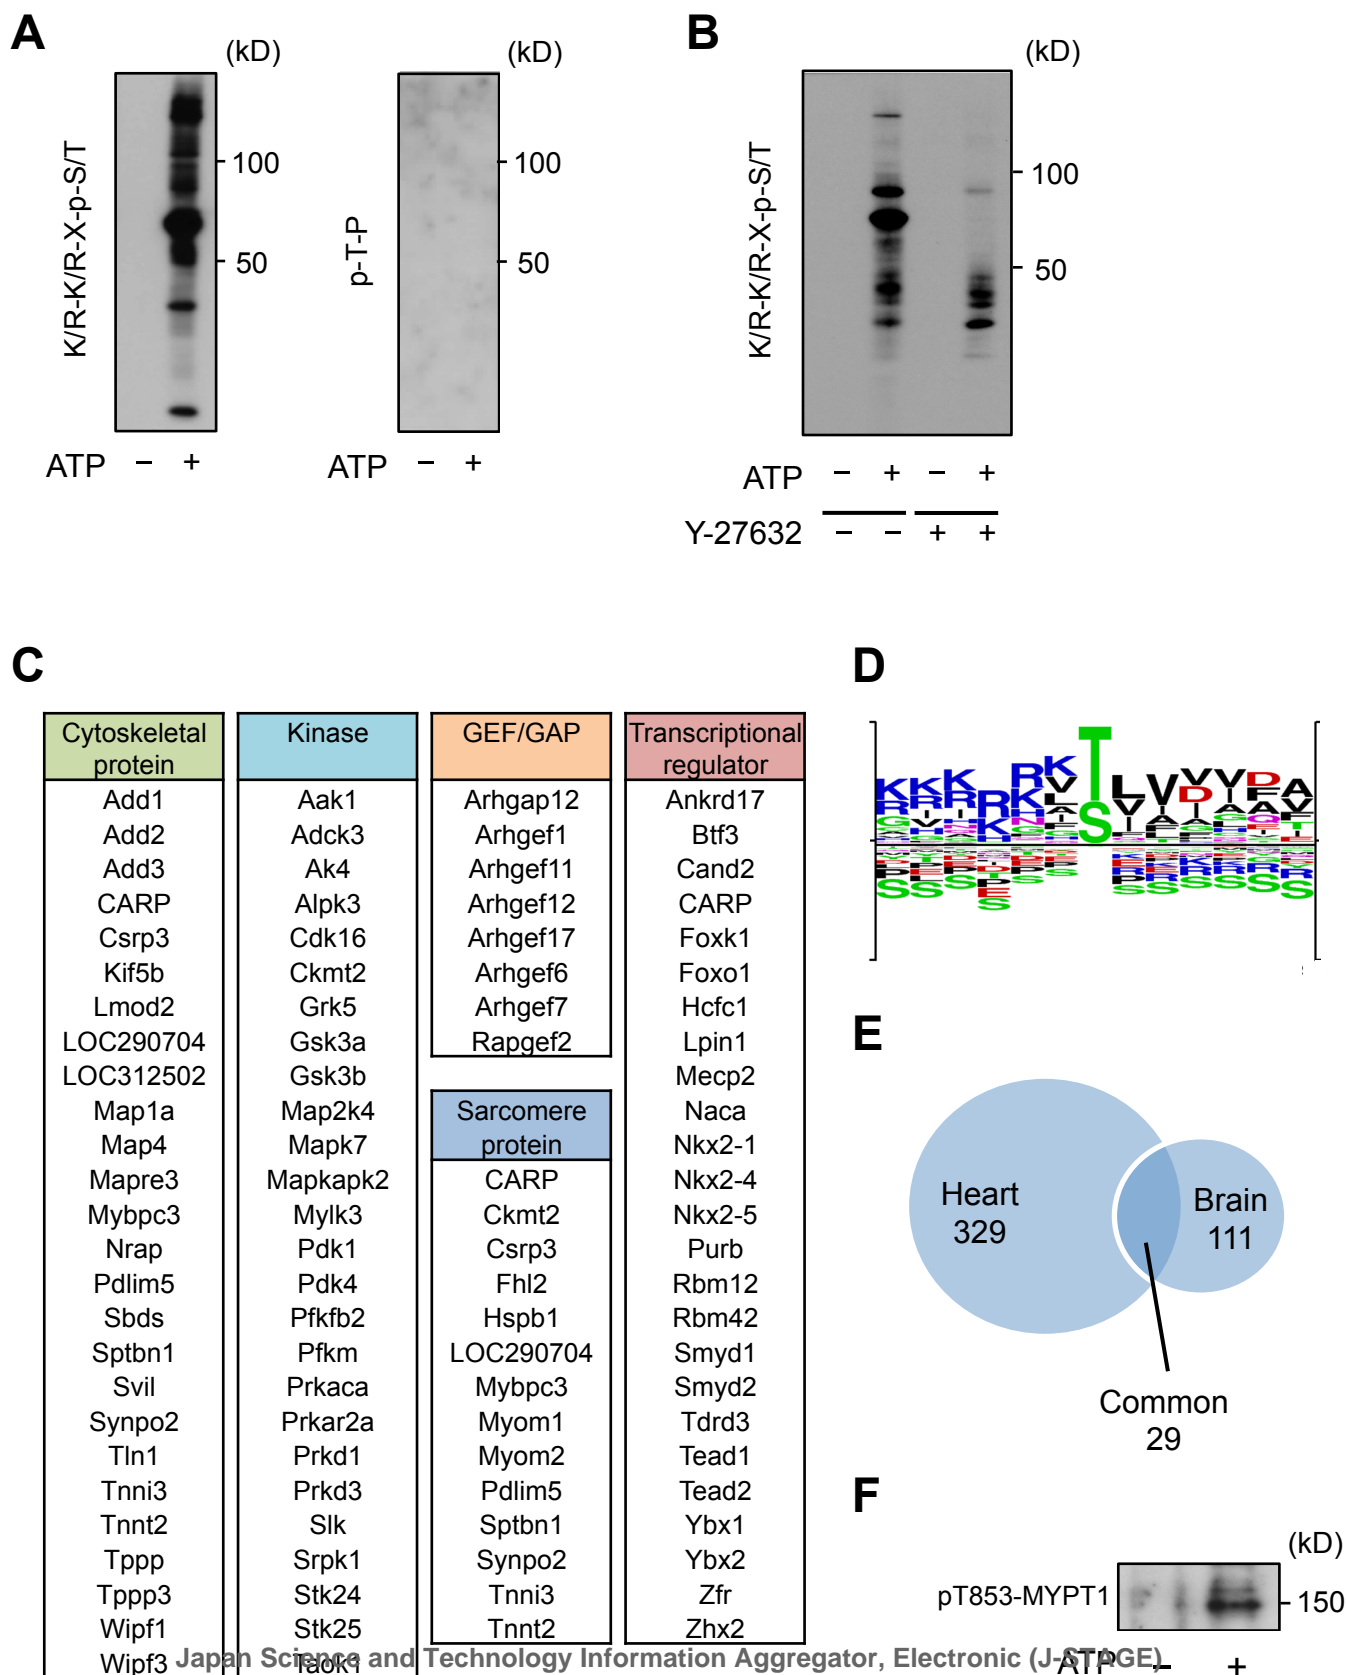 A
(kD)
K/R-K/R-X-p-S/T
100
50
ATP − +
(kD)
p-T-P
100
50
ATP − +
B
(kD)
K/R-K/R-X-p-S/T
100
50
ATP − + − +
Y-27632 − − + +
C
Cytoskeletal
protein
Add1
Add2
Add3
CARP
Csrp3
Kif5b
Lmod2
LOC290704
LOC312502
Map1a
Map4
Mapre3
Mybpc3
Nrap
Pdlim5
Sbds
Sptbn1
Svil
Synpo2
Tln1
Tnni3
Tnnt2
Tppp
Tppp3
Wipf1
Wipf3
Kinase
Aak1
Adck3
Ak4
Alpk3
Cdk16
Ckmt2
Grk5
Gsk3a
Gsk3b
Map2k4
Mapk7
Mapkapk2
Mylk3
Pdk1
Pdk4
Pfkfb2
Pfkm
Prkaca
Prkar2a
Prkd1
Prkd3
Slk
Srpk1
Stk24
Stk25
Taok1
GEF/GAP
Arhgap12
Arhgef1
Arhgef11
Arhgef12
Arhgef17
Arhgef6
Arhgef7
Rapgef2
Sarcomere
protein
CARP
Ckmt2
Csrp3
Fhl2
Hspb1
LOC290704
Mybpc3
Myom1
Myom2
Pdlim5
Sptbn1
Synpo2
Tnni3
Tnnt2
Transcriptional
regulator
Ankrd17
Btf3
Cand2
CARP
Foxk1
Foxo1
Hcfc1
Lpin1
Mecp2
Naca
Nkx2-1
Nkx2-4
Nkx2-5
Purb
Rbm12
Rbm42
Smyd1
Smyd2
Tdrd3
Tead1
Tead2
Ybx1
Ybx2
Zfr
Zhx2
D
E
Heart
329
Brain
111
Common
29
F
(kD)
pT853-MYPT1
150
ATP − +
Japan Science and Technology Information Aggregator, Electronic (J-STAGE)